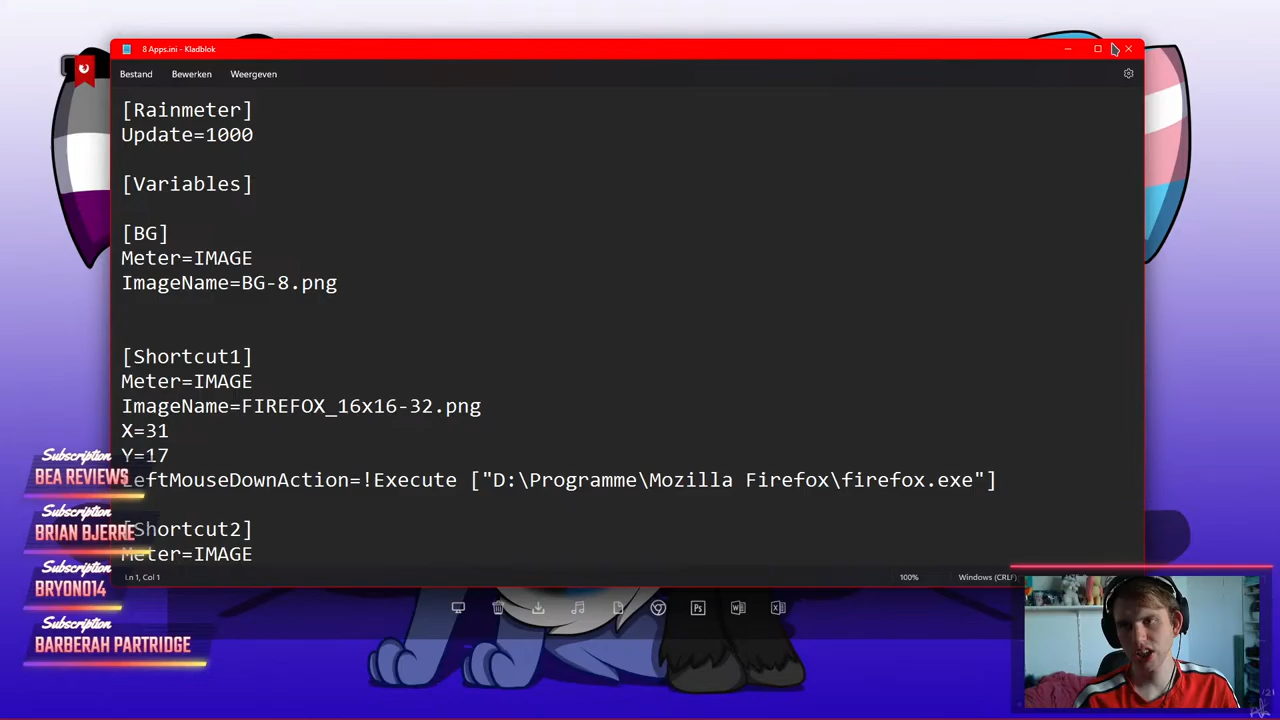 8 Apps.ini - Kladblok
Bestand Bewerken Weergeven
[Rainmeter]
Update=1000
[Variables]
[BG]
Meter=IMAGE
ImageName=BG-8.png
[Shortcut1]
Meter=IMAGE
ImageName=FIREFOX_16x16-32.png
X=31
Y=17
LeftMouseDownAction=!Execute ["D:\Programme\Mozilla Firefox\firefox.exe"]
[Shortcut2]
Meter=IMAGE
Ln 1, Col 1
100%
Windows (CRLF)
Subscription
BEA REVIEWS
Subscription
BRIAN BJERRE
Subscription
BRYONO14
Subscription
BARBERAH PARTRIDGE
Ps
W
X